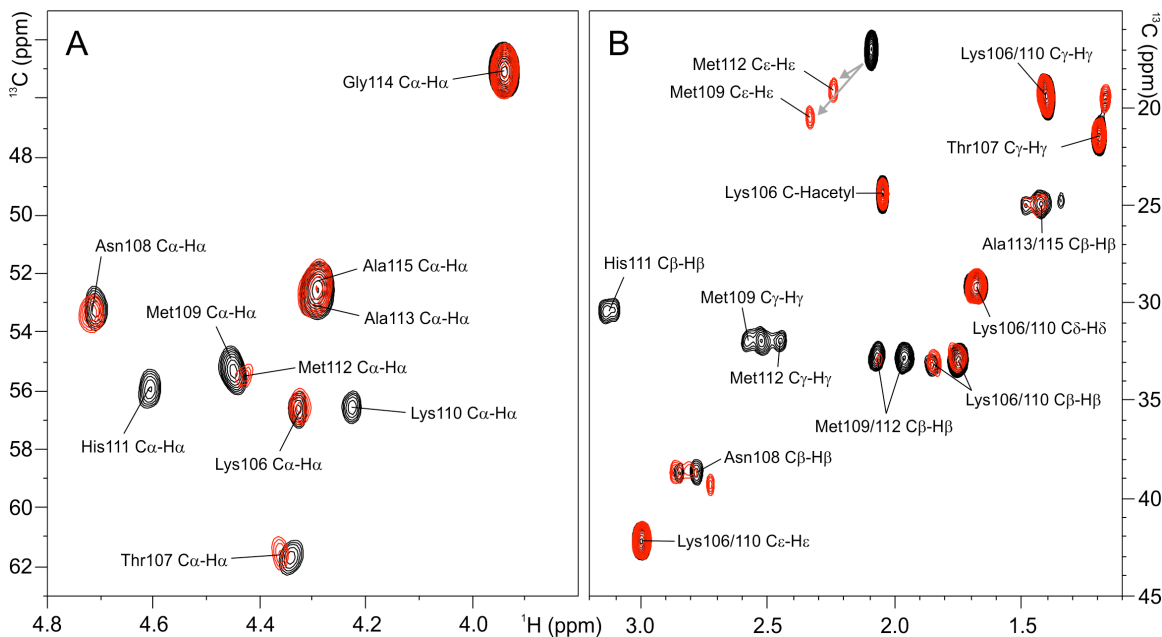 A
¹³C (ppm)
Gly114 Cα-Hα
48
50
52
54
56
58
60
62
Asn108 Cα-Hα
Ala115 Cα-Hα
Met109 Cα-Hα
Ala113 Cα-Hα
Met112 Cα-Hα
Lys110 Cα-Hα
His111 Cα-Hα
Lys106 Cα-Hα
Thr107 Cα-Hα
4.8
4.6
4.4
4.2
4.0
¹H (ppm)
B
¹³C (ppm)
Lys106/110 Cγ-Hγ
Met112 Cε-Hε
Met109 Cε-Hε
20
Thr107 Cγ-Hγ
Lys106 C-Hacetyl
25
Ala113/115 Cβ-Hβ
His111 Cβ-Hβ
Met109 Cγ-Hγ
30
Lys106/110 Cδ-Hδ
Met112 Cγ-Hγ
Lys106/110 Cβ-Hβ
35
Met109/112 Cβ-Hβ
Asn108 Cβ-Hβ
40
Lys106/110 Cε-Hε
45
3.0
2.5
2.0
1.5